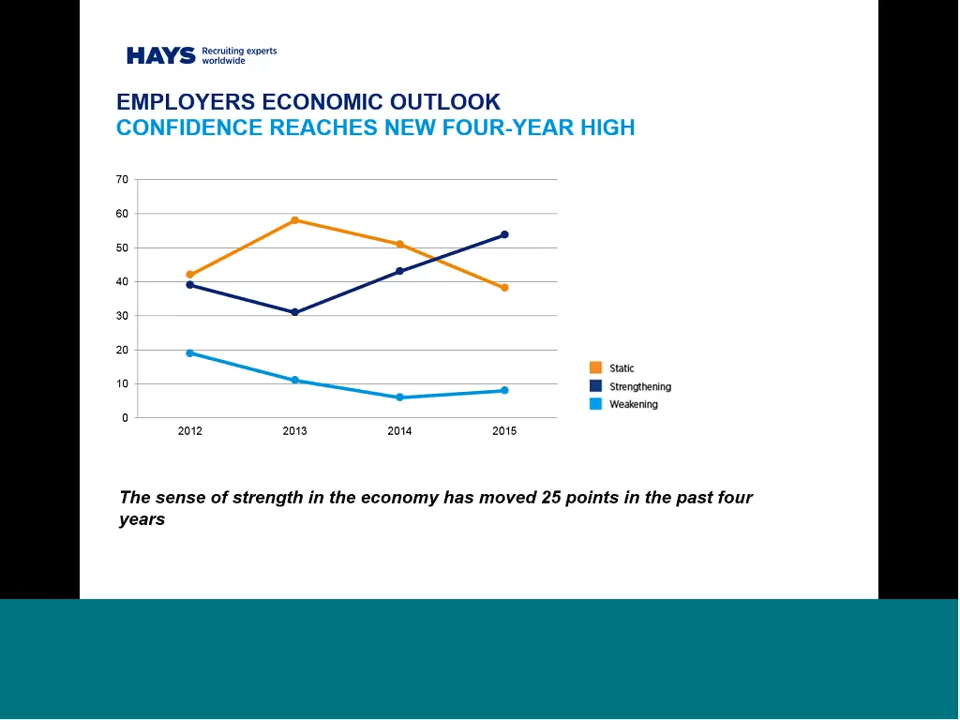 HAYS Recruiting experts
worldwide
EMPLOYERS ECONOMIC OUTLOOK
CONFIDENCE REACHES NEW FOUR-YEAR HIGH
70
60
50
40
30
20
10
0
2012 2013 2014 2015
Static
Strengthening
Weakening
The sense of strength in the economy has moved 25 points in the past four
years